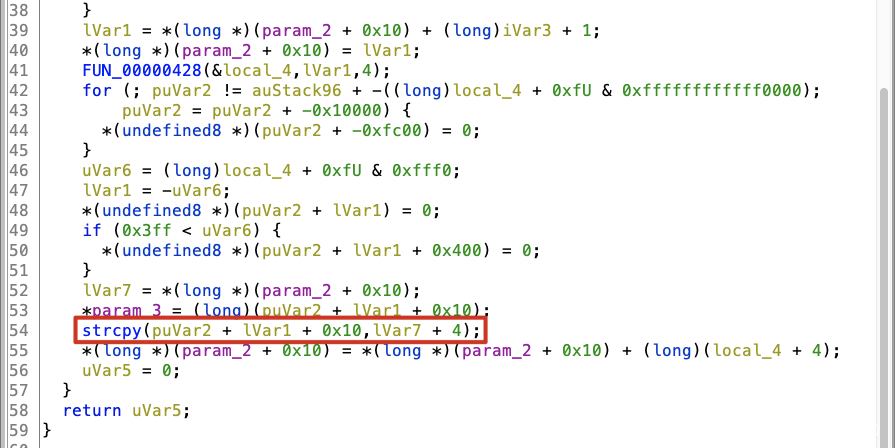 38 }
39 lVar1 = *(long *)(param_2 + 0x10) + (long)iVar3 + 1;
40 *(long *)(param_2 + 0x10) = lVar1;
41 FUN_00000428(&local_4,lVar1,4);
42 for (; puVar2 != auStack96 + -((long)local_4 + 0xfU & 0xffffffffffff0000);
43 puVar2 = puVar2 + -0x10000) {
44 *(undefined8 *)(puVar2 + -0xfc00) = 0;
45 }
46 uVar6 = (long)local_4 + 0xfU & 0xfff0;
47 lVar1 = -uVar6;
48 *(undefined8 *)(puVar2 + lVar1) = 0;
49 if (0x3ff < uVar6) {
50 *(undefined8 *)(puVar2 + lVar1 + 0x400) = 0;
51 }
52 lVar7 = *(long *)(param_2 + 0x10);
53 *param_3 = (long)(puVar2 + lVar1 + 0x10);
54 strcpy(puVar2 + lVar1 + 0x10,lVar7 + 4);
55 *(long *)(param_2 + 0x10) = *(long *)(param_2 + 0x10) + (long)(local_4 + 4);
56 uVar5 = 0;
57 }
58 return uVar5;
59 }